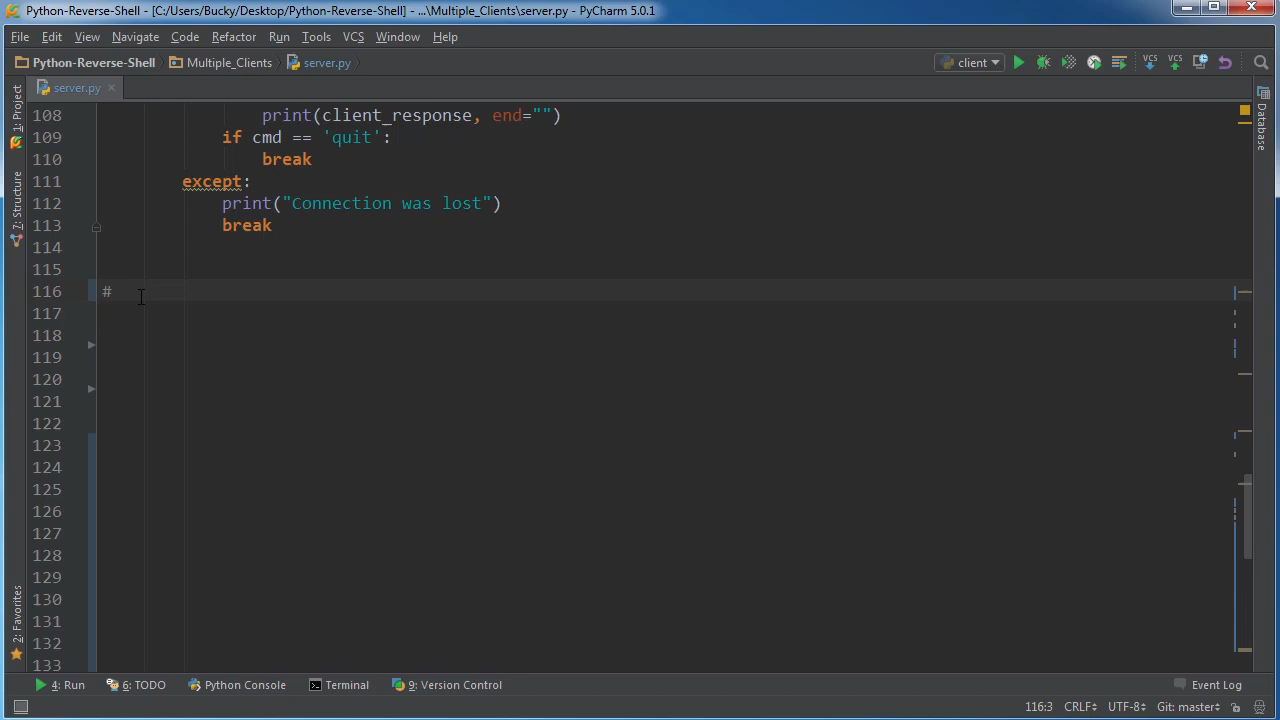 Python-Reverse-Shell - [C:/Users/Bucky/Desktop/Python-Reverse-Shell] - ...\Multiple_Clients\server.py - PyCharm 5.0.1
File Edit View Navigate Code Refactor Run Tools VCS Window Help
Python-Reverse-Shell Multiple_Clients server.py client VCS VCS
server.py
1: Project
7: Structure
2: Favorites
Database
108 print(client_response, end="")
109 if cmd == 'quit':
110 break
111 except:
112 print("Connection was lost")
113 break
114
115
116 #
117
118
119
120
121
122
123
124
125
126
127
128
129
130
131
132
133
4: Run 6: TODO Python Console Terminal 9: Version Control Event Log
116:3 CRLF UTF-8 Git: master